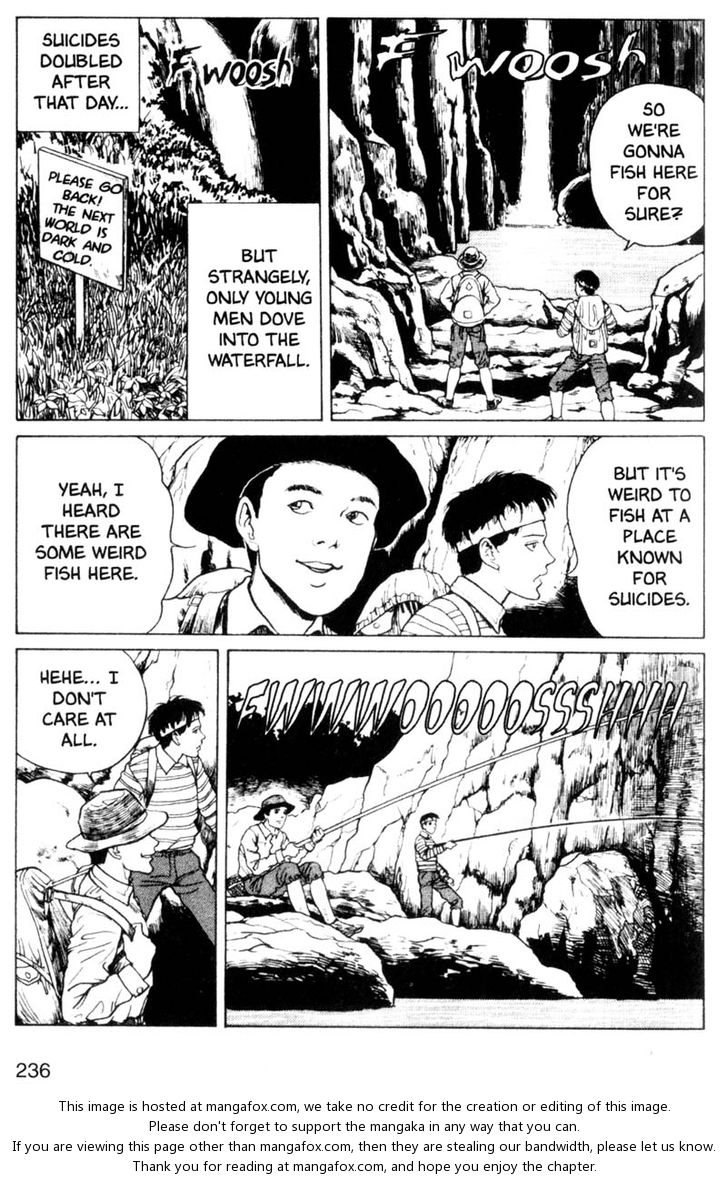 SUICIDES
DOUBLED
AFTER
THAT DAY...
FWOOSH
PLEASE GO
BACK!
THE NEXT
WORLD IS
DARK AND
COLD.
BUT
STRANGELY,
ONLY YOUNG
MEN DOVE
INTO THE
WATERFALL.
FWOOSH
SO
WE'RE
GONNA
FISH HERE
FOR
SURE?
YEAH, I
HEARD
THERE ARE
SOME WEIRD
FISH HERE.
BUT IT'S
WEIRD TO
FISH AT A
PLACE
KNOWN
FOR
SUICIDES.
HEHE... I
DON'T
CARE AT
ALL.
FWWWOOOOOSSSHHH
236
This image is hosted at mangafox.com, we take no credit for the creation or editing of this image.
Please don't forget to support the mangaka in any way that you can.
If you are viewing this page other than mangafox.com, then they are stealing our bandwidth, please let us know.
Thank you for reading at mangafox.com, and hope you enjoy the chapter.